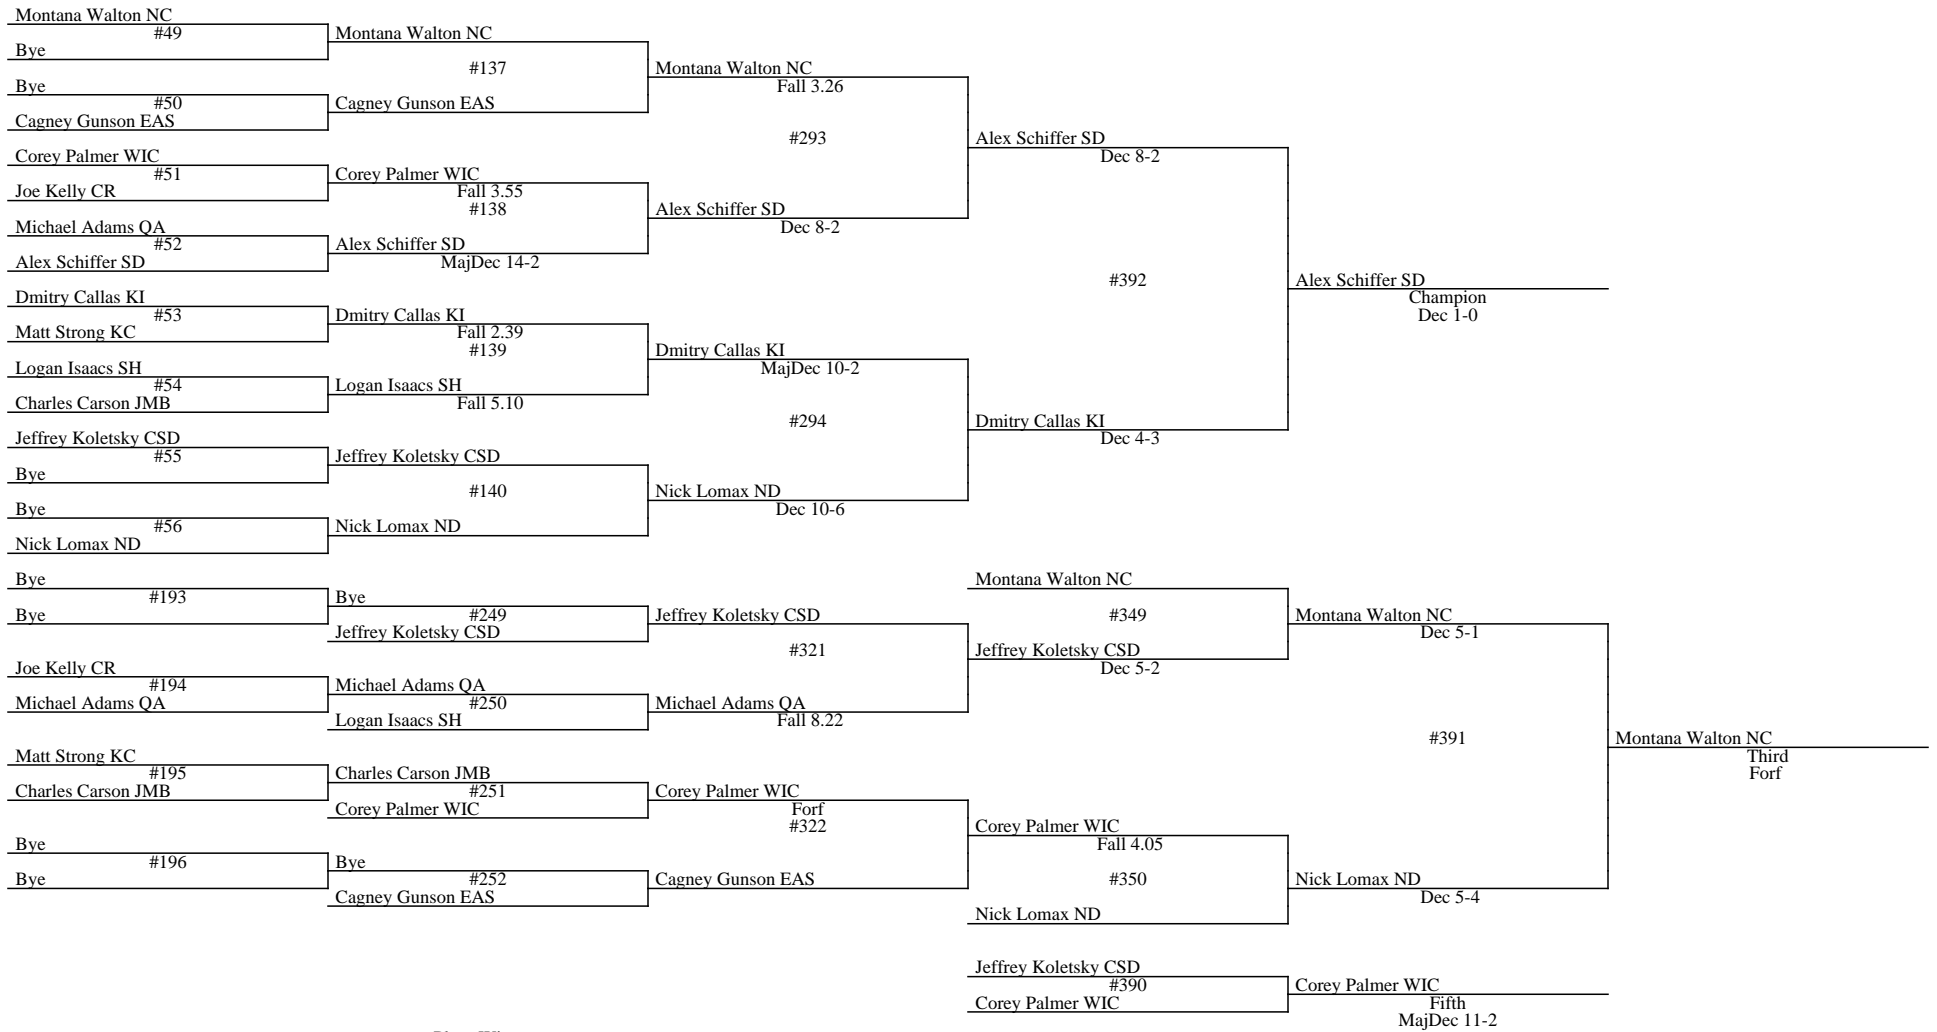 Montana Walton NC
#49
Bye
Montana Walton NC
#137
Bye
#50
Cagney Gunson EAS
Cagney Gunson EAS
Montana Walton NC
Fall 3.26
#293
Corey Palmer WIC
#51
Joe Kelly CR
Corey Palmer WIC
Fall 3.55
#138
Michael Adams QA
#52
Alex Schiffer SD
Alex Schiffer SD
MajDec 14-2
Alex Schiffer SD
Dec 8-2
Alex Schiffer SD
Dec 8-2
#392
Alex Schiffer SD
Champion
Dec 1-0
Dmitry Callas KI
#53
Matt Strong KC
Dmitry Callas KI
Fall 2.39
#139
Logan Isaacs SH
#54
Charles Carson JMB
Logan Isaacs SH
Fall 5.10
Dmitry Callas KI
MajDec 10-2
#294
Dmitry Callas KI
Dec 4-3
Jeffrey Koletsky CSD
#55
Bye
Jeffrey Koletsky CSD
#140
Bye
#56
Nick Lomax ND
Nick Lomax ND
Nick Lomax ND
Dec 10-6
Bye
#193
Bye
Bye
#249
Jeffrey Koletsky CSD
Jeffrey Koletsky CSD
#321
Montana Walton NC
#349
Jeffrey Koletsky CSD
Dec 5-2
Montana Walton NC
Dec 5-1
Joe Kelly CR
#194
Michael Adams QA
Michael Adams QA
#250
Logan Isaacs SH
Michael Adams QA
Fall 8.22
#391
Montana Walton NC
Third
Forf
Matt Strong KC
#195
Charles Carson JMB
Charles Carson JMB
#251
Corey Palmer WIC
Corey Palmer WIC
Forf
#322
Corey Palmer WIC
Fall 4.05
#350
Nick Lomax ND
Nick Lomax ND
Dec 5-4
Bye
#196
Bye
Bye
#252
Cagney Gunson EAS
Cagney Gunson EAS
Jeffrey Koletsky CSD
#390
Corey Palmer WIC
Corey Palmer WIC
Fifth
MajDec 11-2